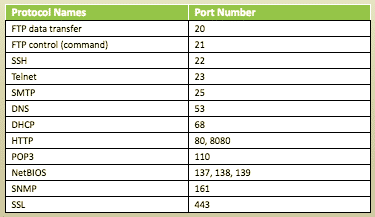 Protocol Names Port Number
FTP data transfer 20
FTP control (command) 21
SSH 22
Telnet 23
SMTP 25
DNS 53
DHCP 68
HTTP 80, 8080
POP3 110
NetBIOS 137, 138, 139
SNMP 161
SSL 443